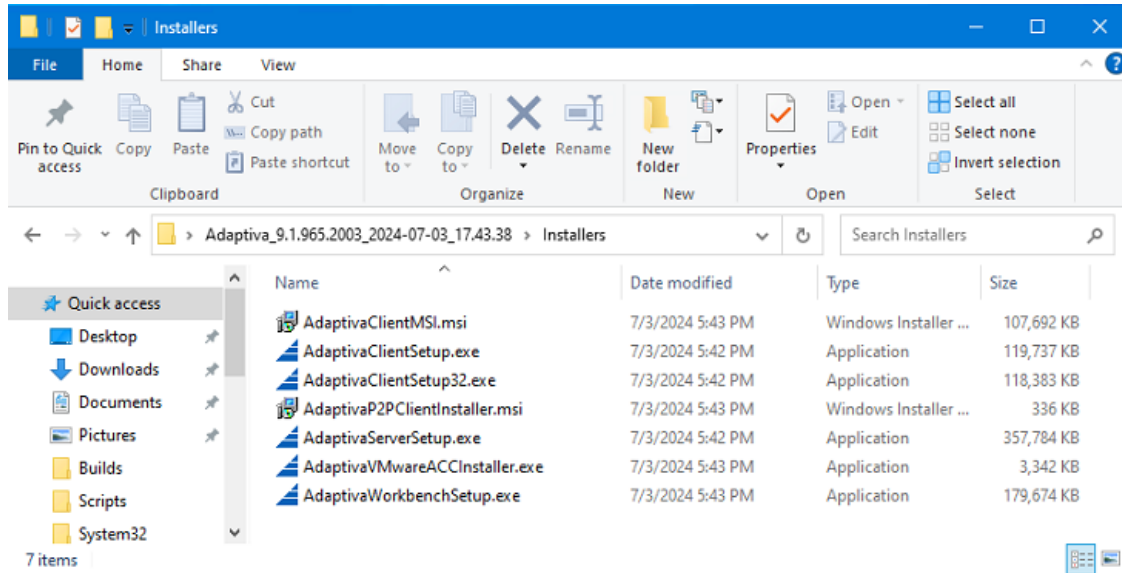 Installers
File Home Share View
Pin to Quick access
Copy
Paste
Cut
Copy path
Paste shortcut
Clipboard
Move to
Copy to
Delete
Rename
Organize
New folder
New
Properties
Open
Edit
Open
Select all
Select none
Invert selection
Select
Adaptiva_9.1.965.2003_2024-07-03_17.43.38 > Installers
Search Installers
Quick access
Desktop
Downloads
Documents
Pictures
Builds
Scripts
System32
Name Date modified Type Size
AdaptivaClientMSI.msi 7/3/2024 5:43 PM Windows Installer ... 107,692 KB
AdaptivaClientSetup.exe 7/3/2024 5:42 PM Application 119,737 KB
AdaptivaClientSetup32.exe 7/3/2024 5:42 PM Application 118,383 KB
AdaptivaP2PClientInstaller.msi 7/3/2024 5:43 PM Windows Installer ... 336 KB
AdaptivaServerSetup.exe 7/3/2024 5:42 PM Application 357,784 KB
AdaptivaVMwareACCInstaller.exe 7/3/2024 5:43 PM Application 3,342 KB
AdaptivaWorkbenchSetup.exe 7/3/2024 5:43 PM Application 179,674 KB
7 items